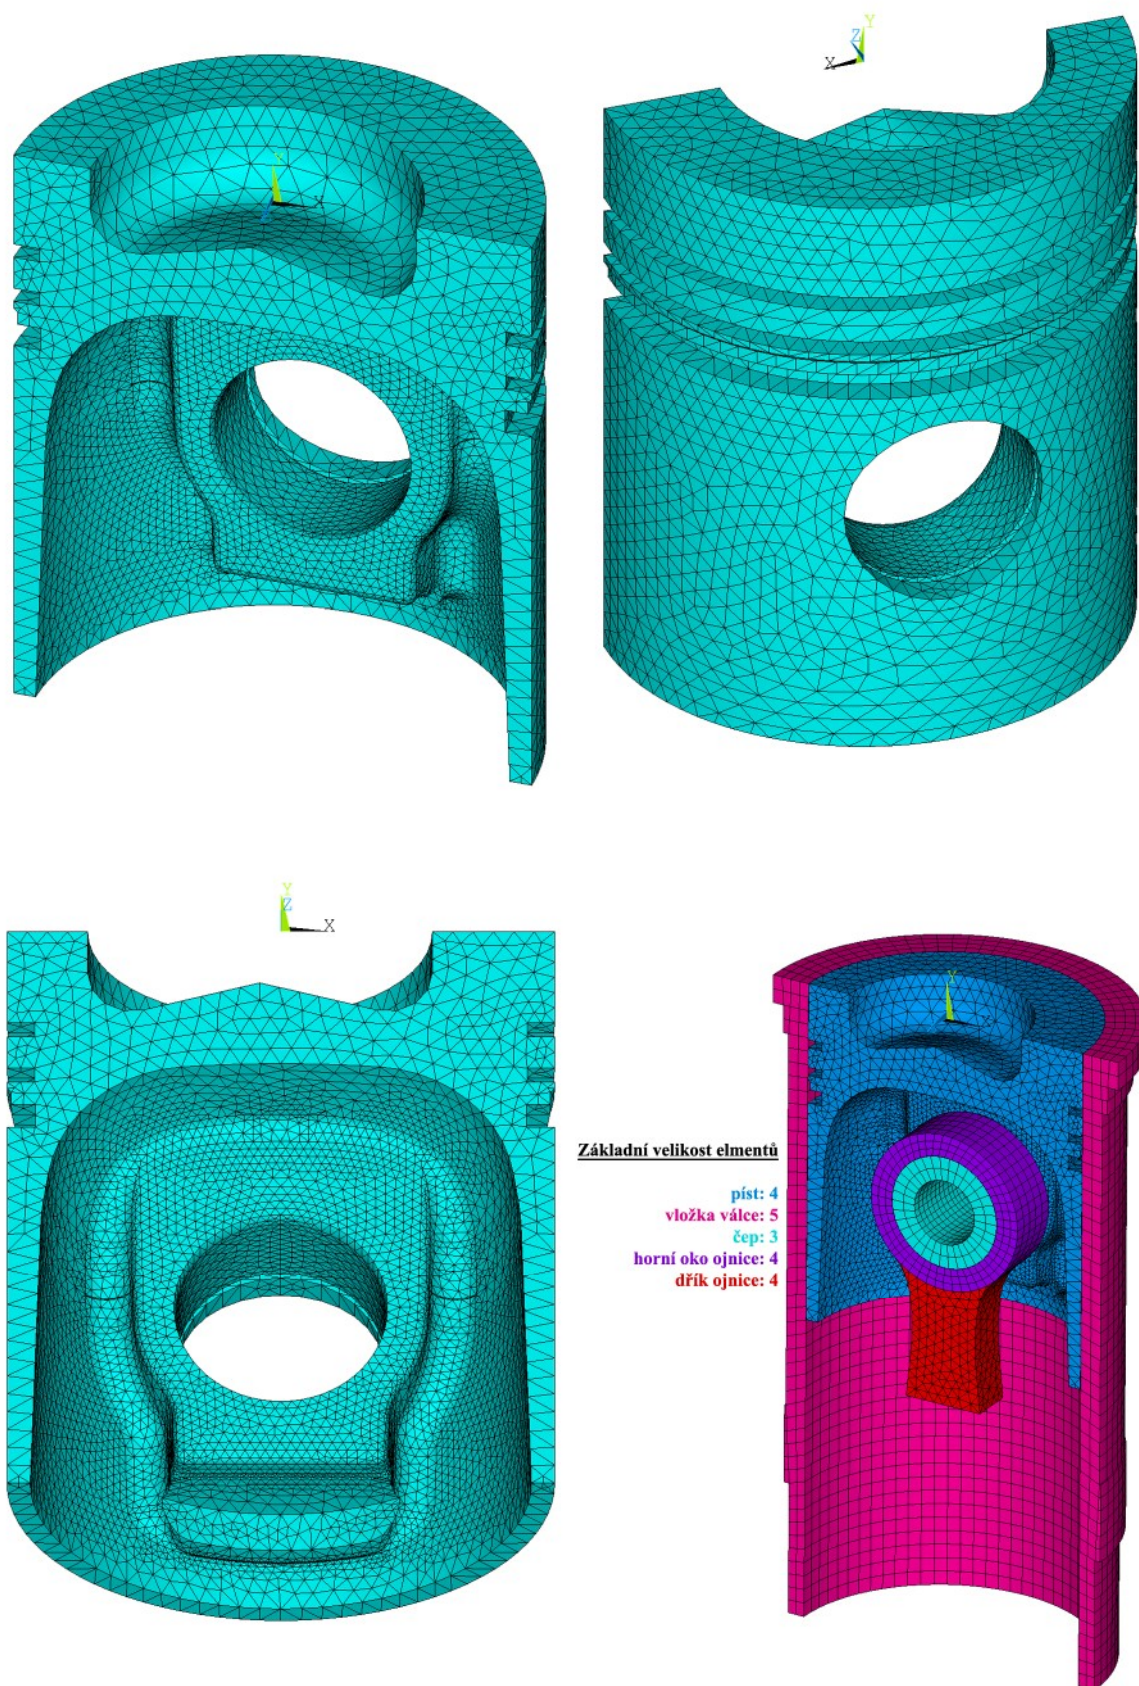 Y
Z
X
Y
X
Y
Z
X
Y
Základní velikost elmentů
píst: 4
vložka válce: 5
čep: 3
horní oko ojnice: 4
dřík ojnice: 4